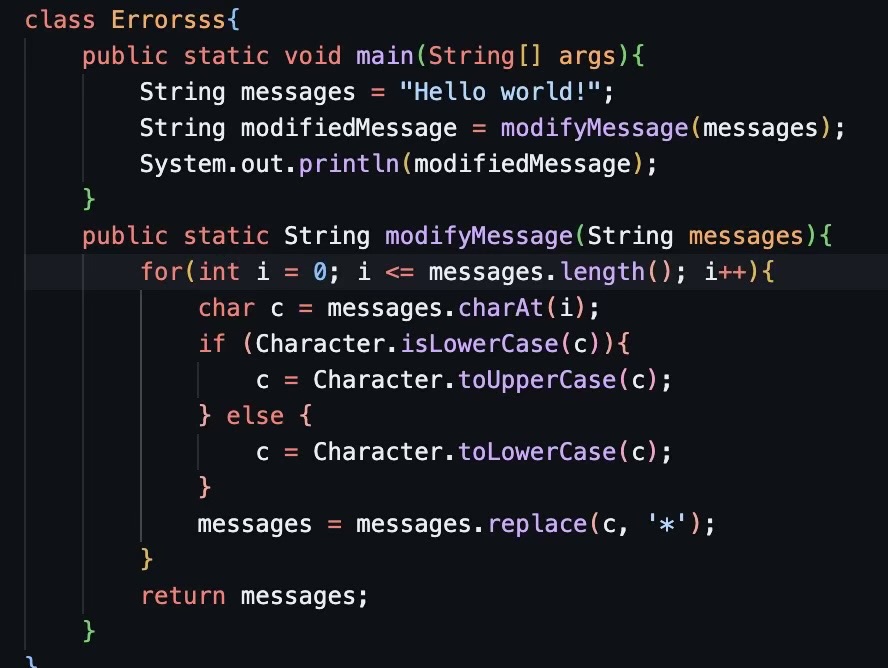 class Errorsss{
    public static void main(String[] args){
        String messages = "Hello world!";
        String modifiedMessage = modifyMessage(messages);
        System.out.println(modifiedMessage);
    }
    public static String modifyMessage(String messages){
        for(int i = 0; i <= messages.length(); i++){
            char c = messages.charAt(i);
            if (Character.isLowerCase(c)){
                c = Character.toUpperCase(c);
            } else {
                c = Character.toLowerCase(c);
            }
            messages = messages.replace(c, '*');
        }
        return messages;
    }
}